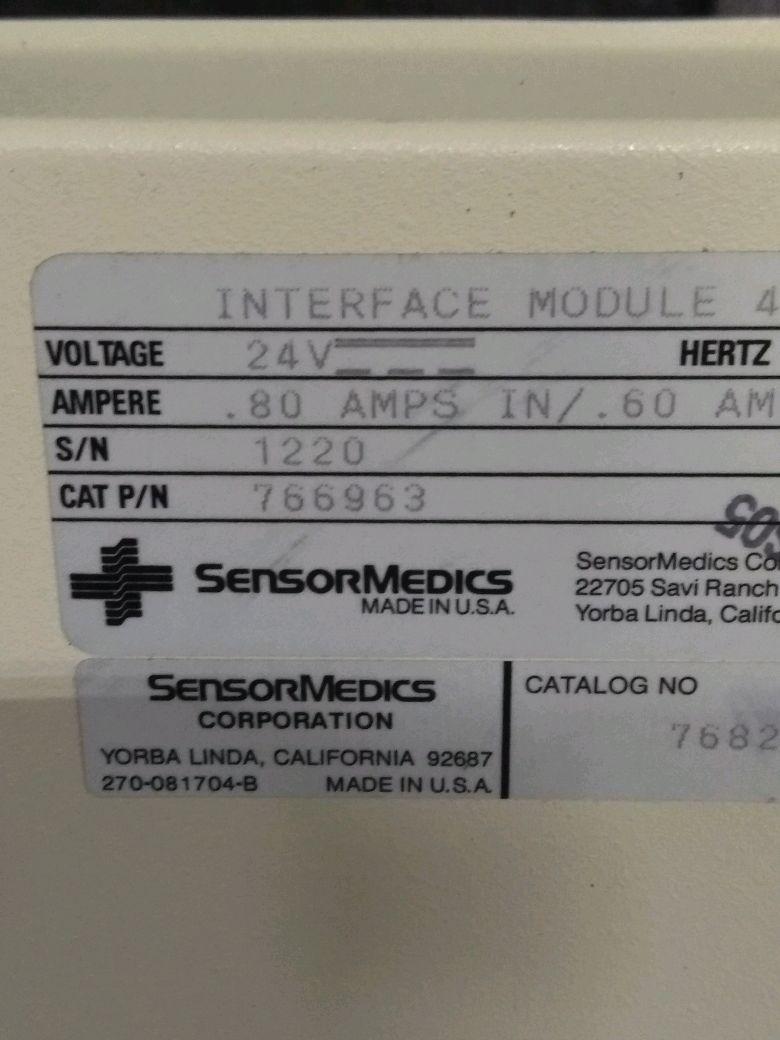 INTERFACE MODULE 4
VOLTAGE 24V HERTZ
AMPERE .80 AMPS IN/.60 AM
S/N 1220
CAT P/N 766963
505
SENSORMEDICS
MADE IN U.S.A.
SensorMedics Co
22705 Savi Ranch
Yorba Linda, Califo
SENSORMEDICS
CORPORATION
YORBA LINDA, CALIFORNIA 92687
270-081704-B MADE IN U.S.A.
CATALOG NO
7682